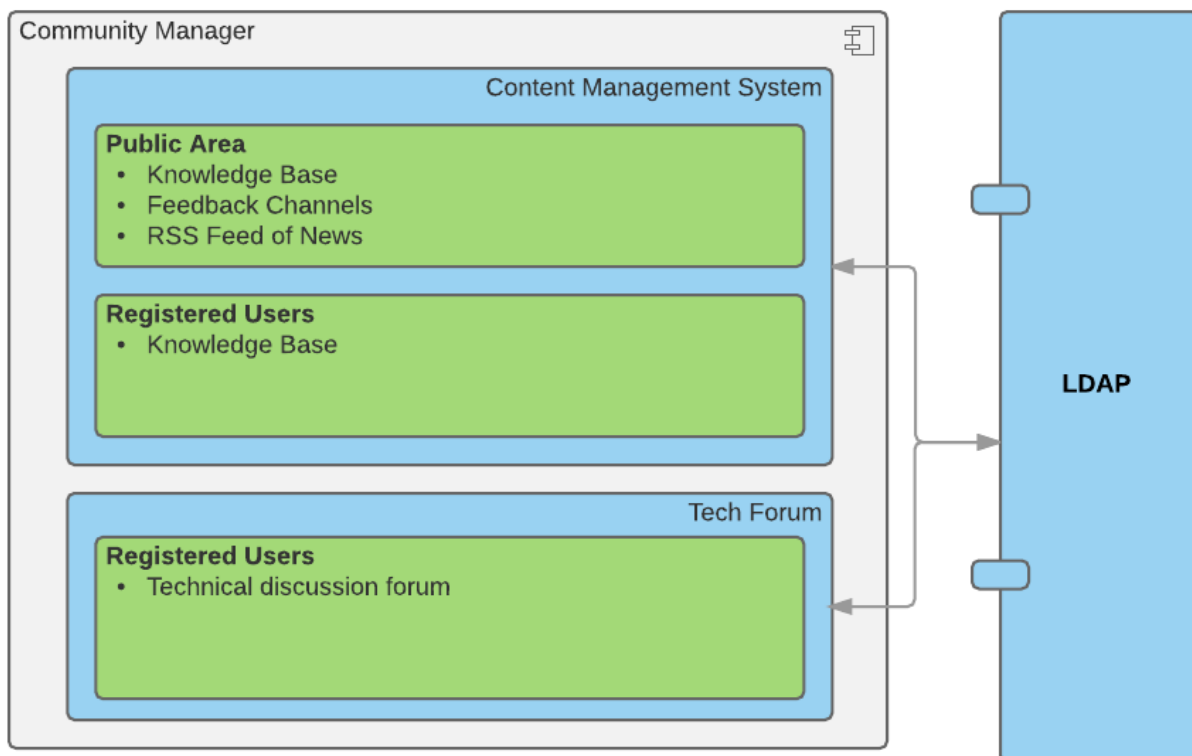 Community Manager
Content Management System
Public Area
• Knowledge Base
• Feedback Channels
• RSS Feed of News
Registered Users
• Knowledge Base
Tech Forum
Registered Users
• Technical discussion forum
LDAP